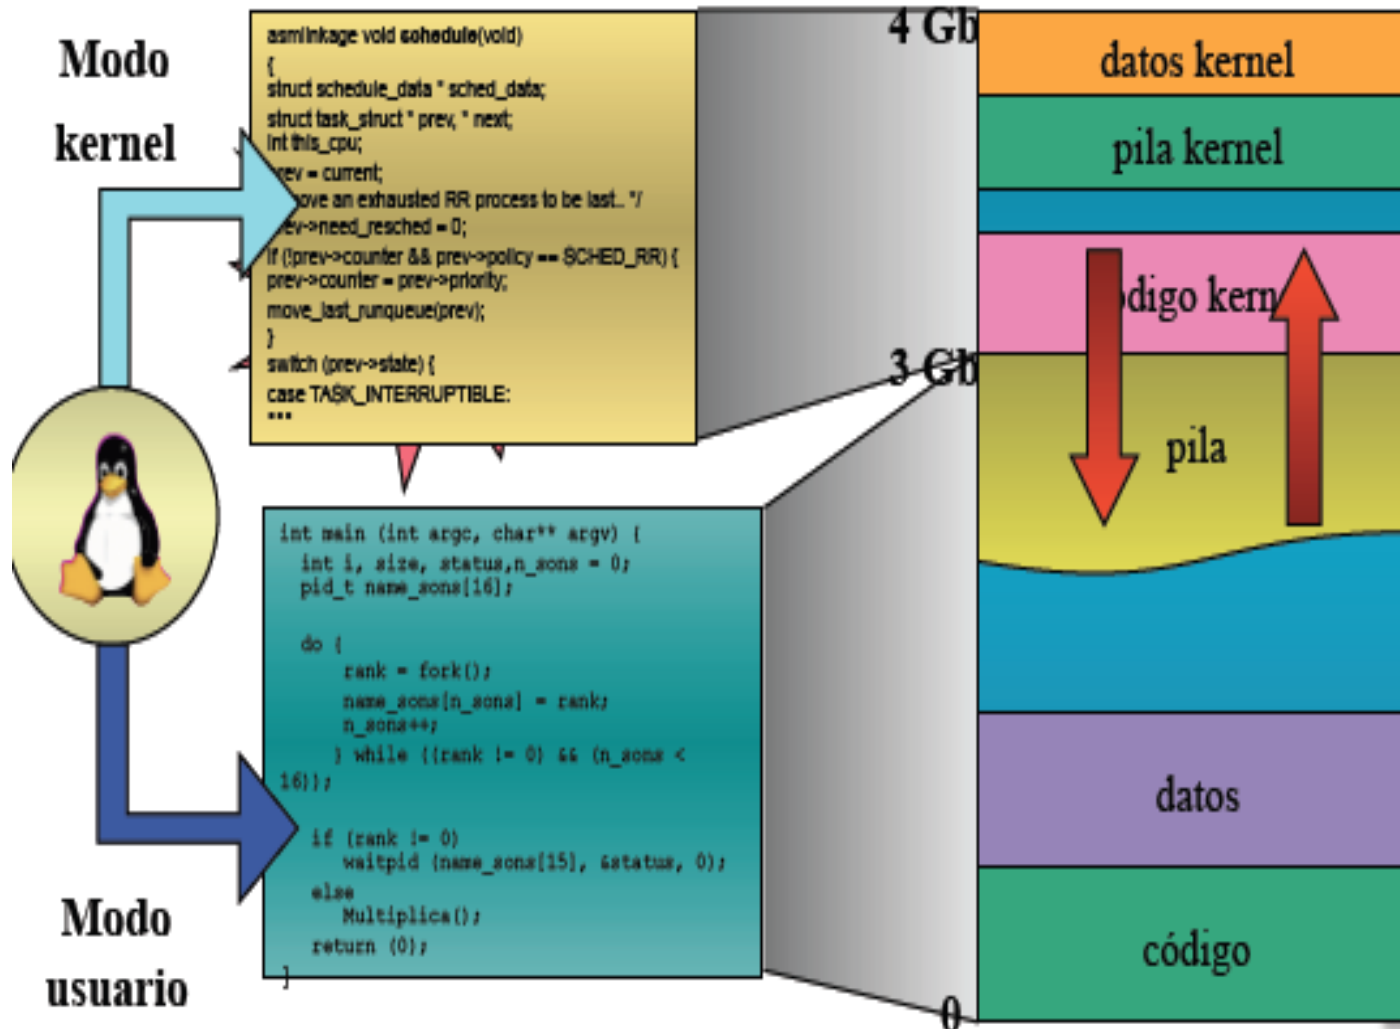 Modo
kernel
asmlinkage void schedule(void)
{
struct schedule_data * sched_data;
struct task_struct * prev, * next;
int this_cpu;
prev = current;
ove an exhausted RR process to be last.. */
prev->need_resched = 0;
if (!prev->counter && prev->policy == SCHED_RR) {
prev->counter = prev->priority;
move_last_runqueue(prev);
}
switch (prev->state) {
case TASK_INTERRUPTIBLE:
•••
Modo
usuario
int main (int argc, char** argv) {
int i, size, status,n_sons = 0;
pid_t name_sons[16];
do {
rank = fork();
name_sons[n_sons] = rank;
n_sons++;
} while ((rank != 0) && (n_sons <
16));
if (rank != 0)
waitpid (name_sons[15], &status, 0);
else
Multiplica();
return (0);
}
4 Gb
3 Gb
0
datos kernel
pila kernel
ódigo kern
pila
datos
código